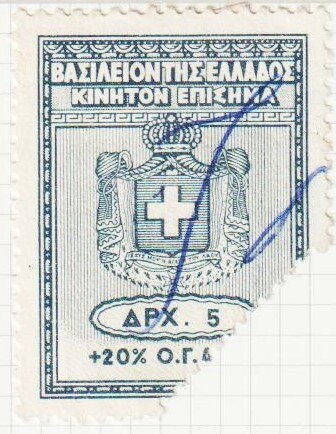 ΒΑΣΙΛΕΙΟΝ ΤΗΣ ΕΛΛΑΔΟΣ
ΚΙΝΗΤΟΝ ΕΠΙΣΗΜΑ
ΔΡΧ. 5
+20% Ο.Γ.